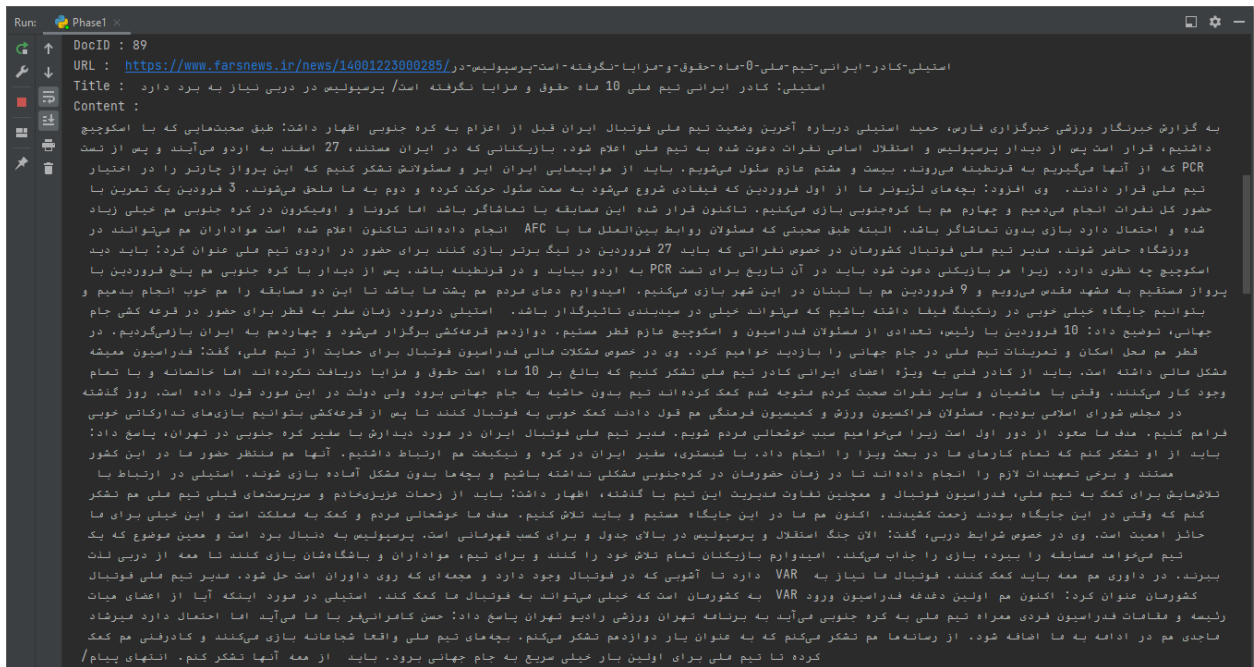 Run: Phase1
DocID : 89
URL : https://www.farsnews.ir/news/14001223000285/استیلی-کادر-ایرانی-تیم-ملی-0-ماه-حقوق-و-مزایا-نگرفته-است-پرسپولیس-در
Title : استیلی: کادر ایرانی تیم ملی 10 ماه حقوق و مزایا نگرفته است/ پرسپولیس در دربی نیاز به برد دارد
Content :
به گزارش خبرنگار ورزشی خبرگزاری فارس، حمید استیلی درباره آخرین وضعیت تیم ملی فوتبال ایران قبل از اعزام به کره جنوبی اظهار داشت: طبق صحبت‌هایی که با اسکوچیچ
داشتیم، قرار است پس از دیدار پرسپولیس و استقلال اسامی نفرات دعوت شده به تیم ملی اعلام شود. بازیکنانی که در ایران هستند، 27 اسفند به اردو می‌آیند و پس از تست
PCR که از آنها می‌گیریم به قرنطینه می‌روند. بیست و هشتم عازم سئول می‌شویم. باید از هواپیمایی ایران ایر و مسئولانش تشکر کنیم که این پرواز چارتر را در اختیار
تیم ملی قرار دادند. وی افزود: بچه‌های لژیونر ما از اول فروردین که فیفادی شروع می‌شود به سمت سئول حرکت کرده و دوم به ما ملحق می‌شوند. 3 فرودین یک تمرین با
حضور کل نفرات انجام می‌دهیم و چهارم هم با کره‌جنوبی بازی می‌کنیم. تاکنون قرار شده این مسابقه با تماشاگر باشد اما کرونا و اومیکرون در کره جنوبی هم خیلی زیاد
شده و احتمال دارد بازی بدون تماشاگر باشد. البته طبق صحبتی که مسئولان روابط بین‌الملل ما با AFC انجام داده‌اند تاکنون اعلام شده است هواداران هم می‌توانند در
ورزشگاه حاضر شوند. مدیر تیم ملی فوتبال کشورمان در خصوص نفراتی که باید 27 فروردین در لیگ برتر بازی کنند برای حضور در اردوی تیم ملی عنوان کرد: باید دید
اسکوچیچ چه نظری دارد. زیرا هر بازیکنی دعوت شود باید در آن تاریخ برای تست PCR به اردو بیاید و در قرنطینه باشد. پس از دیدار با کره جنوبی هم پنج فروردین با
پرواز مستقیم به مشهد مقدس می‌رویم و 9 فروردین هم با لبنان در این شهر بازی می‌کنیم. امیدوارم دعای مردم هم پشت ما باشد تا این دو مسابقه را هم خوب انجام بدهیم و
بتوانیم جایگاه خیلی خوبی در رنکینگ فیفا داشته باشیم که می‌تواند خیلی در سیدبندی تاثیرگذار باشد. استیلی درمورد زمان سفر به قطر برای حضور در قرعه کشی جام
جهانی، توضیح داد: 10 فروردین با رئیس، تعدادی از مسئولان فدراسیون و اسکوچیچ عازم قطر هستیم. دوازدهم قرعه‌کشی برگزار می‌شود و چهاردهم به ایران بازمی‌گردیم. در
قطر هم محل اسکان و تمرینات تیم ملی در جام جهانی را بازدید خواهیم کرد. وی در خصوص مشکلات مالی فدراسیون فوتبال برای حمایت از تیم ملی، گفت: فدراسیون همیشه
مشکل مالی داشته است. باید از کادر فنی به ویژه اعضای ایرانی کادر تیم ملی تشکر کنیم که بالغ بر 10 ماه است حقوق و مزایا دریافت نکرده‌اند اما خالصانه و با تمام
وجود کار می‌کنند. وقتی با هاشمیان و سایر نفرات صحبت کردم متوجه شدم کمک کرده‌اند تیم بدون حاشیه به جام جهانی برود ولی دولت در این مورد قول داده است. روز گذشته
در مجلس شورای اسلامی بودیم. مسئولان فراکسیون ورزش و کمیسیون فرهنگی هم قول دادند کمک خوبی به فوتبال کنند تا پس از قرعه‌کشی بتوانیم بازی‌های تدارکاتی خوبی
فراهم کنیم. هدف ما صعود از دور اول است زیرا می‌خواهیم سبب خوشحالی مردم شویم. مدیر تیم ملی فوتبال ایران در مورد دیدارش با سفیر کره جنوبی در تهران، پاسخ داد:
باید از او تشکر کنم که تمام کارهای ما در بحث ویزا را انجام داد. با شبستری، سفیر ایران در کره و نیکبخت هم ارتباط داشتیم. آنها هم منتظر حضور ما در این کشور
هستند و برخی تمهیدات لازم را انجام داده‌اند تا در زمان حضورمان در کره‌جنوبی مشکلی نداشته باشیم و بچه‌ها بدون مشکل آماده بازی شوند. استیلی در ارتباط با
تلاش‌هایش برای کمک به تیم ملی، فدراسیون فوتبال و همچنین تفاوت مدیریت این تیم با گذشته، اظهار داشت: باید از زحمات عزیزی‌خادم و سرپرست‌های قبلی تیم ملی هم تشکر
کنم که وقتی در این جایگاه بودند زحمت کشیدند. اکنون هم ما در این جایگاه هستیم و باید تلاش کنیم. هدف ما خوشحالی مردم و کمک به مملکت است و این خیلی برای ما
حائز اهمیت است. وی در خصوص شرایط دربی، گفت: الان جنگ استقلال و پرسپولیس در بالای جدول و برای کسب قهرمانی است. پرسپولیس به دنبال برد است و همین موضوع که یک
تیم می‌خواهد مسابقه را ببرد، بازی را جذاب می‌کند. امیدوارم بازیکنان تمام تلاش خود را کنند و برای تیم، هواداران و باشگاه‌شان بازی کنند تا همه از دربی لذت
ببرند. در داوری هم همه باید کمک کنند. فوتبال ما نیاز به VAR دارد تا آشوبی که در فوتبال وجود دارد و هجمه‌ای که روی داوران است حل شود. مدیر تیم ملی فوتبال
کشورمان عنوان کرد: اکنون هم اولین دغدغه فدراسیون ورود VAR به کشورمان است که خیلی می‌تواند به فوتبال ما کمک کند. استیلی در مورد اینکه آیا از اعضای هیات
رئیسه و مقامات فدراسیون فردی همراه تیم ملی به کره جنوبی می‌آید به برنامه تهران ورزشی رادیو تهران پاسخ داد: حسن کامرانی‌فر با ما می‌آید اما احتمال دارد میرشاد
ماجدی هم در ادامه به ما اضافه شود. از رسانه‌ها هم تشکر می‌کنم که به عنوان یار دوازدهم تشکر می‌کنم. بچه‌های تیم ملی واقعا شجاعانه بازی می‌کنند و کادرفنی هم کمک
کرده تا تیم ملی برای اولین بار خیلی سریع به جام جهانی برود. باید از همه آنها تشکر کنم. انتهای پیام/